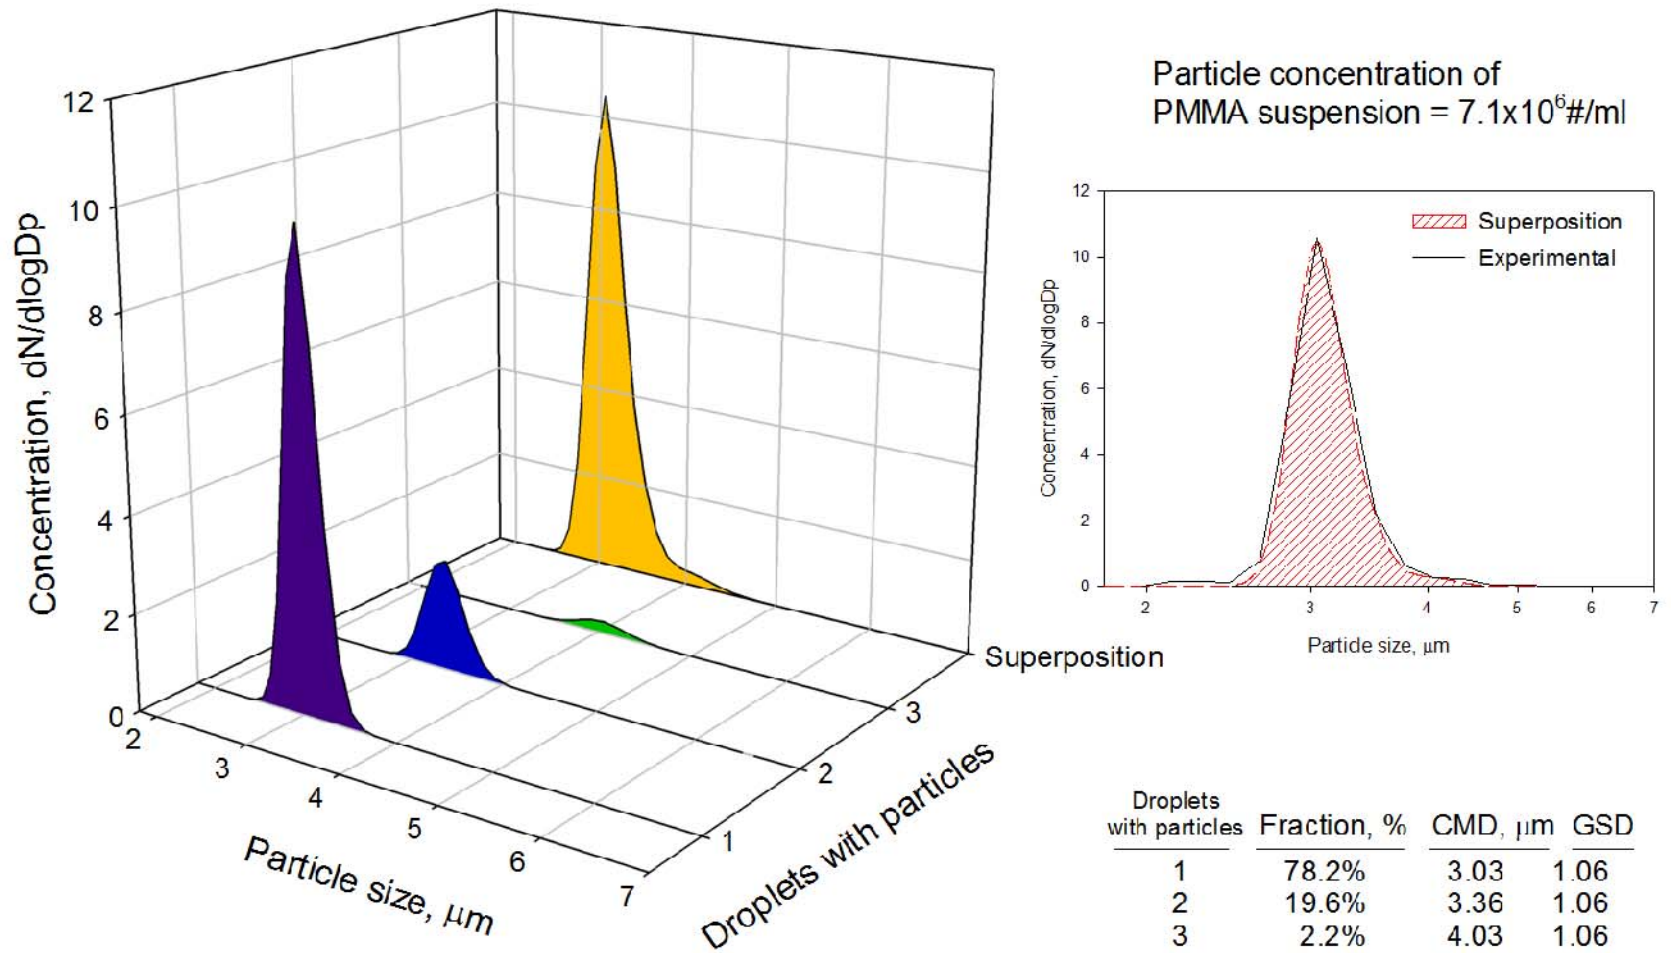 12
10
8
6
4
2
0
Concentration, dN/dlogDp
2
3
4
5
6
7
Particle size, μm
1
2
3
Superposition
Droplets with particles
Particle concentration of
PMMA suspension = 7.1x10⁶#/ml
12
10
8
6
4
2
0
Concentration, dN/dlogDp
Superposition
Experimental
2 3 4 5 6 7
Particle size, μm
Droplets
with particles Fraction, % CMD, μm GSD
1 78.2% 3.03 1.06
2 19.6% 3.36 1.06
3 2.2% 4.03 1.06